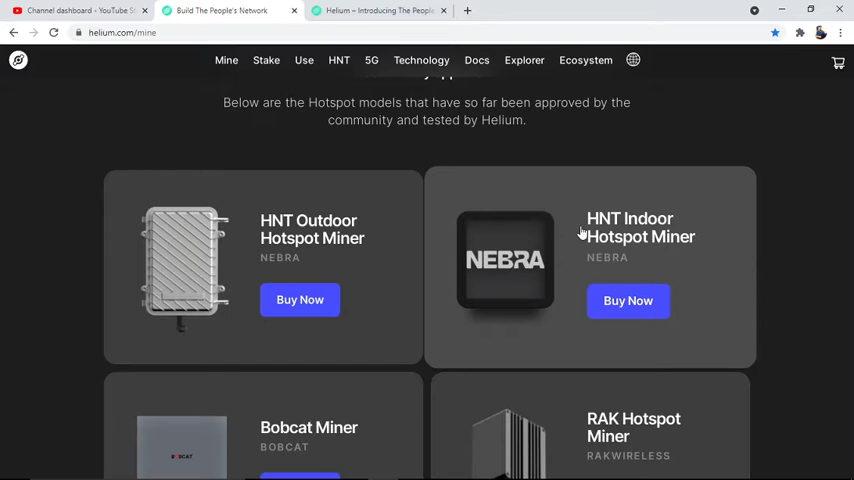 Channel dashboard - YouTube St
Build The People's Network
Helium – Introducing The People
helium.com/mine
Mine Stake Use HNT 5G Technology Docs Explorer Ecosystem
Below are the Hotspot models that have so far been approved by the
community and tested by Helium.
HNT Outdoor
Hotspot Miner
NEBRA
Buy Now
NEBRA
HNT Indoor
Hotspot Miner
NEBRA
Buy Now
BOBCAT
Bobcat Miner
BOBCAT
RAK Hotspot
Miner
RAKWIRELESS